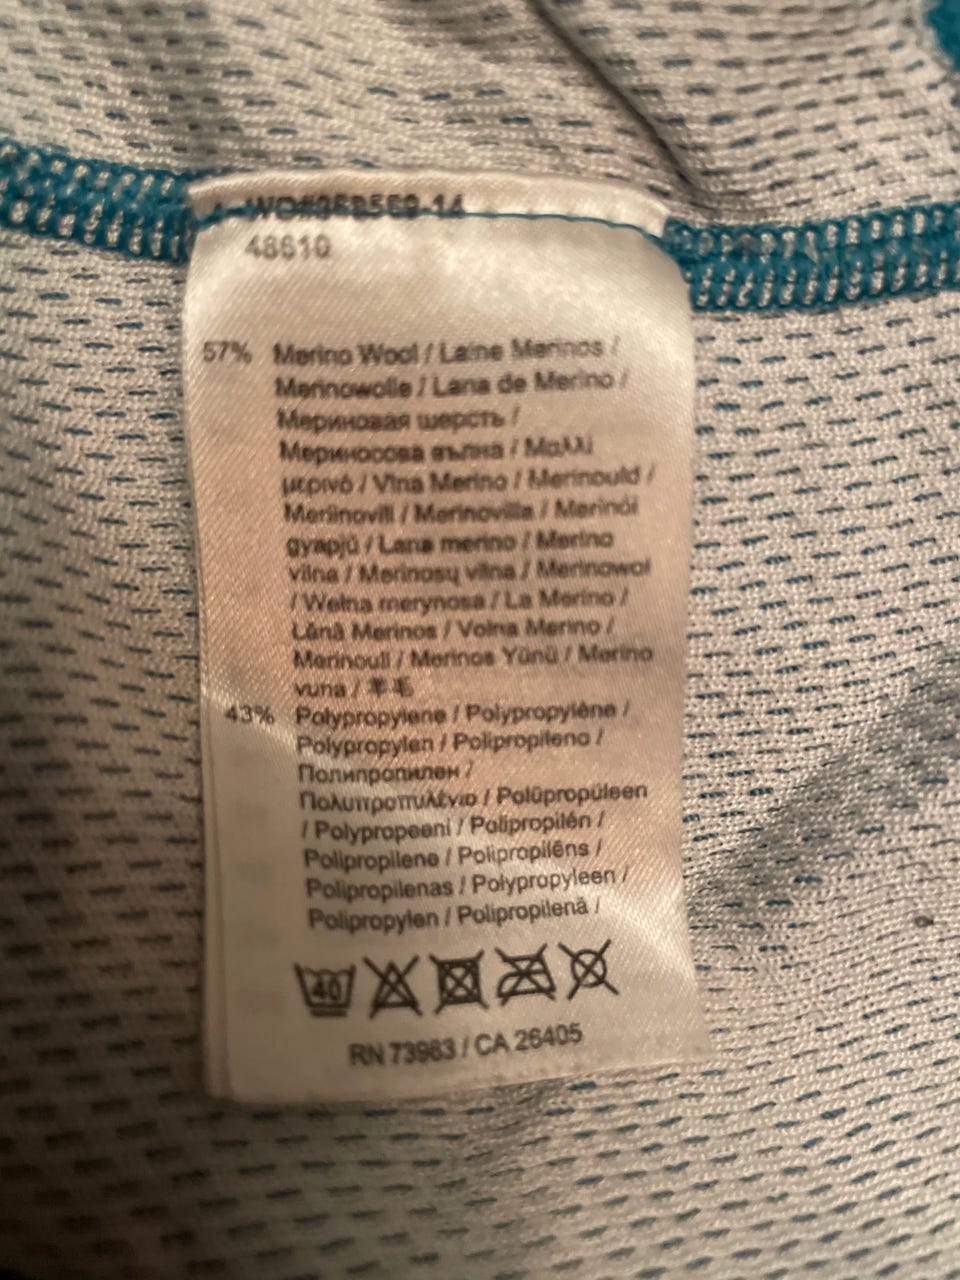 48610
57% Merino Wool / Laine Merinos /
Merinowolle / Lana de Merino /
Мериновая шерсть /
Мериносова вълна / Μαλλί
μερινό / Vlna Merino / Merinould /
Meriinovill / Merinovilla / Merinói
gyapjú / Lana merino / Merino
vilna / Merinosų vilna / Merinowol
/ Wełna merynosa / La Merino /
Lână Merinos / Volna Merino /
Merinoull / Merinos Yünü / Merino
vuna / 羊毛
43% Polypropylene / Polypropylène /
Polypropylen / Polipropileno /
Полипропилен /
Πολυπροπυλένιο / Polüpropüleen
/ Polypropeeni / Polipropilén /
Polipropilene / Polipropilēns /
Polipropilenas / Polypropyleen /
Polipropylen / Polipropilenă /
40
RN 73983 / CA 26405